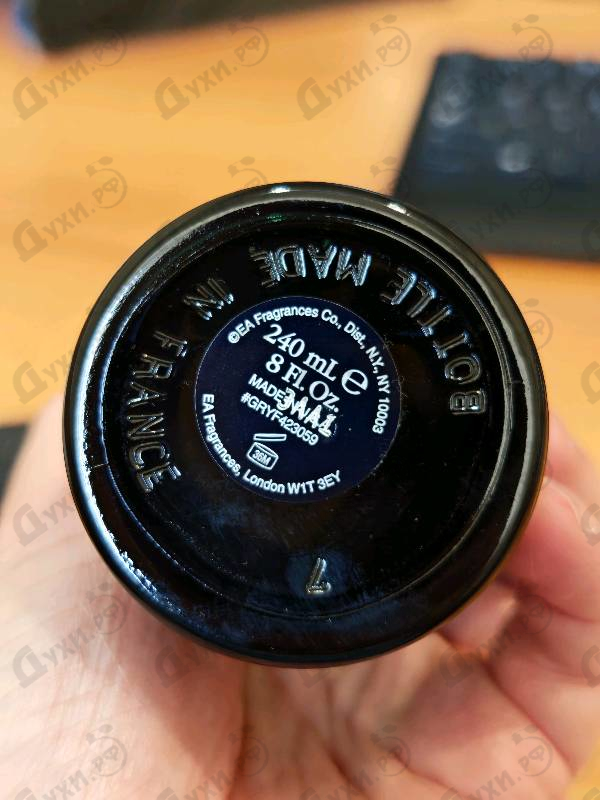 BOTTLE MADE IN FRANCE
©EA Fragrances Co., Dist, N.Y., NY 10003
240 mL e
8 Fl. Oz.
MADE
3WA1
#GRYF423059
36M
EA Fragrances, London W1T 3EY
7
Духи.РФ